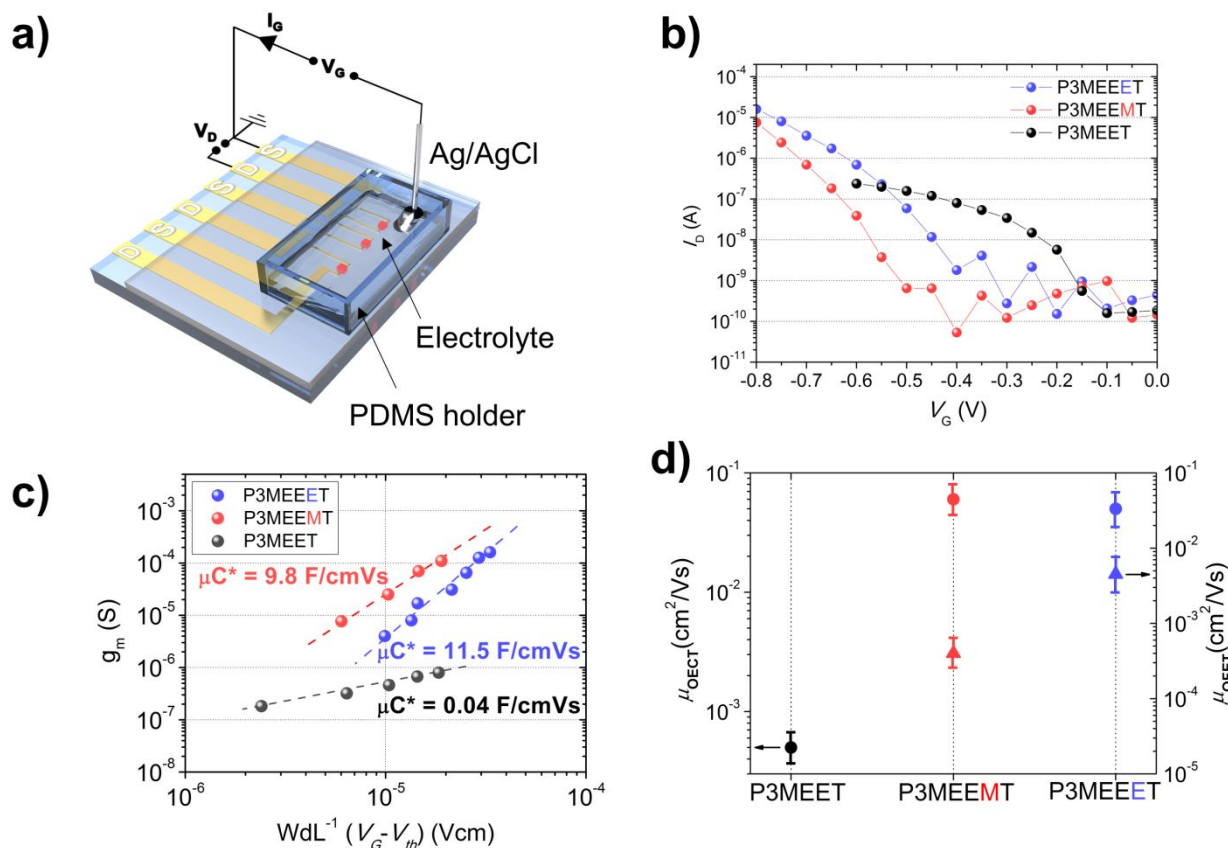 a)
I_G
V_G
V_D
S
D
S
D
S
D
Ag/AgCl
Electrolyte
PDMS holder
b)
10⁻⁴
10⁻⁵
10⁻⁶
10⁻⁷
10⁻⁸
10⁻⁹
10⁻¹⁰
10⁻¹¹
I_D (A)
P3MEEET
P3MEEMT
P3MEET
-0.8 -0.7 -0.6 -0.5 -0.4 -0.3 -0.2 -0.1 0.0
V_G (V)
c)
10⁻³
10⁻⁴
10⁻⁵
10⁻⁶
10⁻⁷
10⁻⁸
g_m (S)
P3MEEET
P3MEEMT
P3MEET
μC* = 9.8 F/cmVs
μC* = 11.5 F/cmVs
μC* = 0.04 F/cmVs
10⁻⁶ 10⁻⁵ 10⁻⁴
WdL⁻¹ (V_G-V_th) (Vcm)
d)
10⁻¹
10⁻²
10⁻³
μ_OECT(cm²/Vs)
10⁻¹
10⁻²
10⁻³
10⁻⁴
10⁻⁵
μ_OFET(cm²/Vs)
P3MEET P3MEEMT P3MEEET